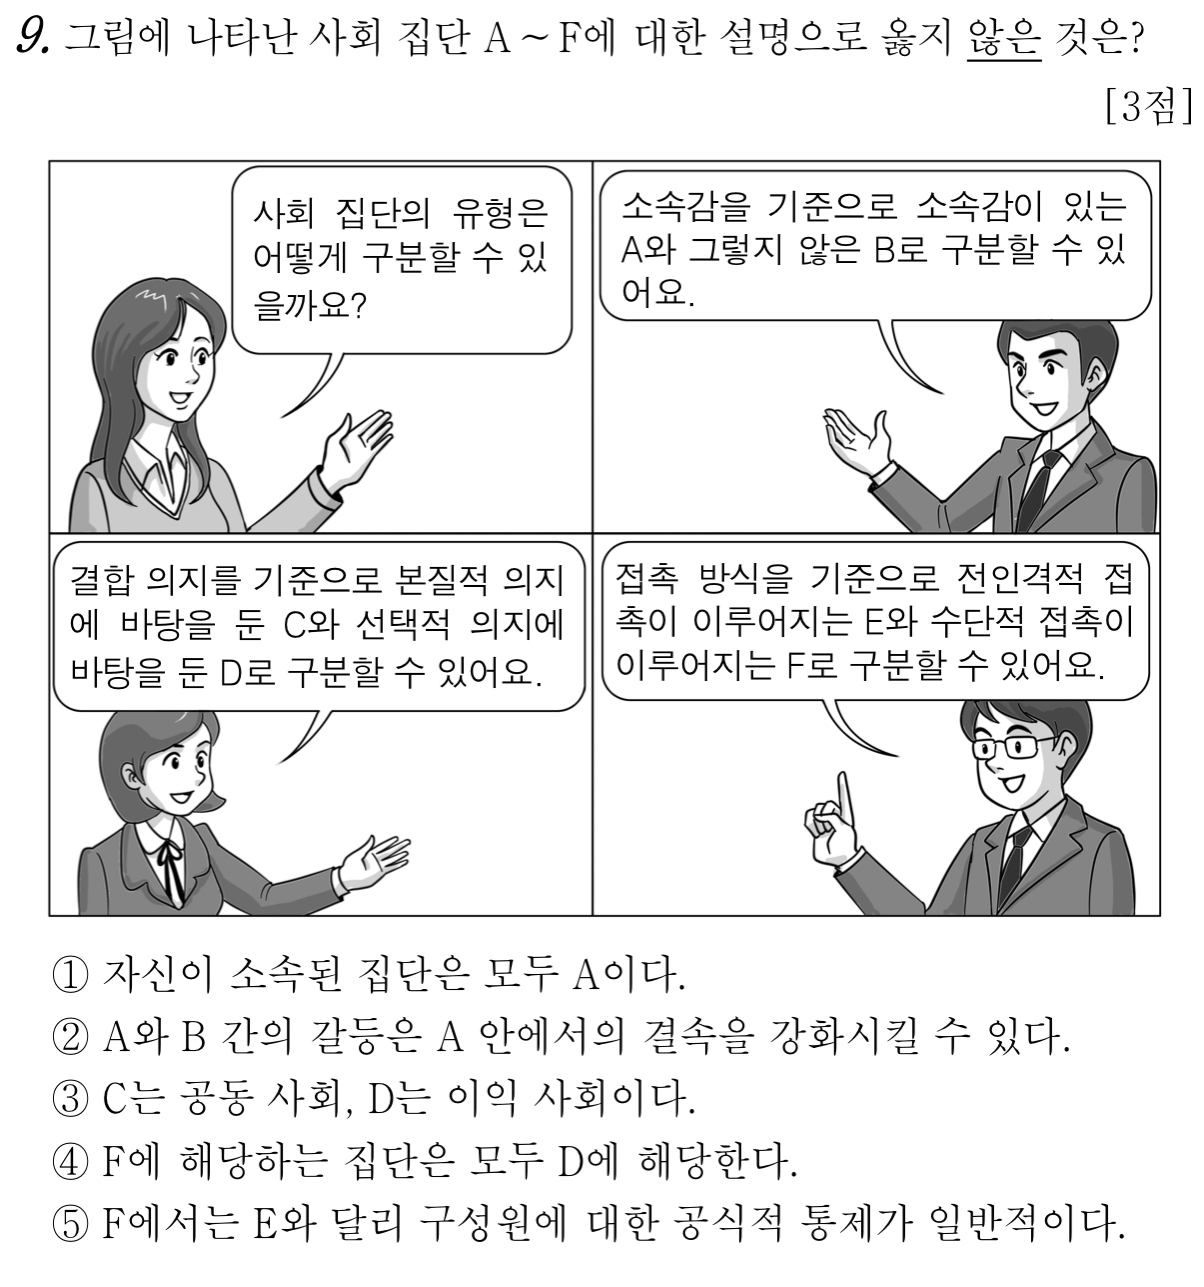 9. 그림에 나타난 사회 집단 A ~ F에 대한 설명으로 옳지 않은 것은?
[3점]
사회 집단의 유형은
어떻게 구분할 수 있
을까요?
소속감을 기준으로 소속감이 있는
A와 그렇지 않은 B로 구분할 수 있
어요.
결합 의지를 기준으로 본질적 의지
에 바탕을 둔 C와 선택적 의지에
바탕을 둔 D로 구분할 수 있어요.
접촉 방식을 기준으로 전인격적 접
촉이 이루어지는 E와 수단적 접촉이
이루어지는 F로 구분할 수 있어요.
① 자신이 소속된 집단은 모두 A이다.
② A와 B 간의 갈등은 A 안에서의 결속을 강화시킬 수 있다.
③ C는 공동 사회, D는 이익 사회이다.
④ F에 해당하는 집단은 모두 D에 해당한다.
⑤ F에서는 E와 달리 구성원에 대한 공식적 통제가 일반적이다.